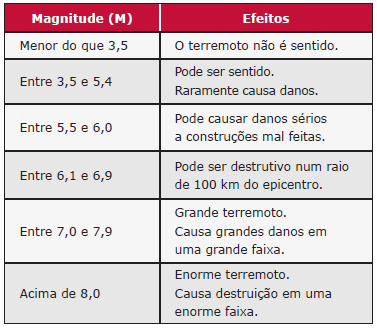 Magnitude (M) Efeitos
Menor do que 3,5 O terremoto não é sentido.
Entre 3,5 e 5,4
Pode ser sentido.
Raramente causa danos.
Entre 5,5 e 6,0
Pode causar danos sérios
a construções mal feitas.
Entre 6,1 e 6,9
Pode ser destrutivo num raio
de 100 km do epicentro.
Entre 7,0 e 7,9
Grande terremoto.
Causa grandes danos em
uma grande faixa.
Acima de 8,0
Enorme terremoto.
Causa destruição em uma
enorme faixa.